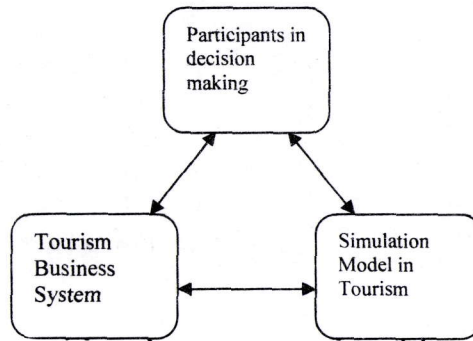 Participants in
decision
making
Tourism
Business
System
Simulation
Model in
Tourism